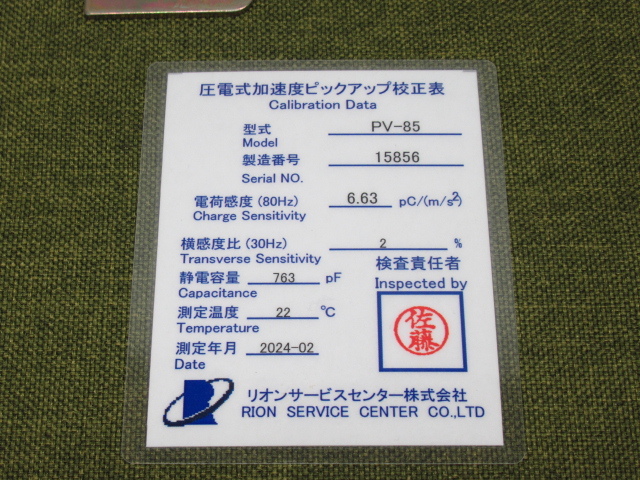 圧電式加速度ピックアップ校正表
Calibration Data
型式 PV-85
Model
製造番号 15856
Serial NO.
電荷感度 (80Hz) 6.63 pC/(m/s²)
Charge Sensitivity
横感度比 (30Hz) 2 %
Transverse Sensitivity
静電容量 763 pF
Capacitance
測定温度 22 ℃
Temperature
測定年月 2024-02
Date
検査責任者
Inspected by
佐藤
リオンサービスセンター株式会社
RION SERVICE CENTER CO.,LTD